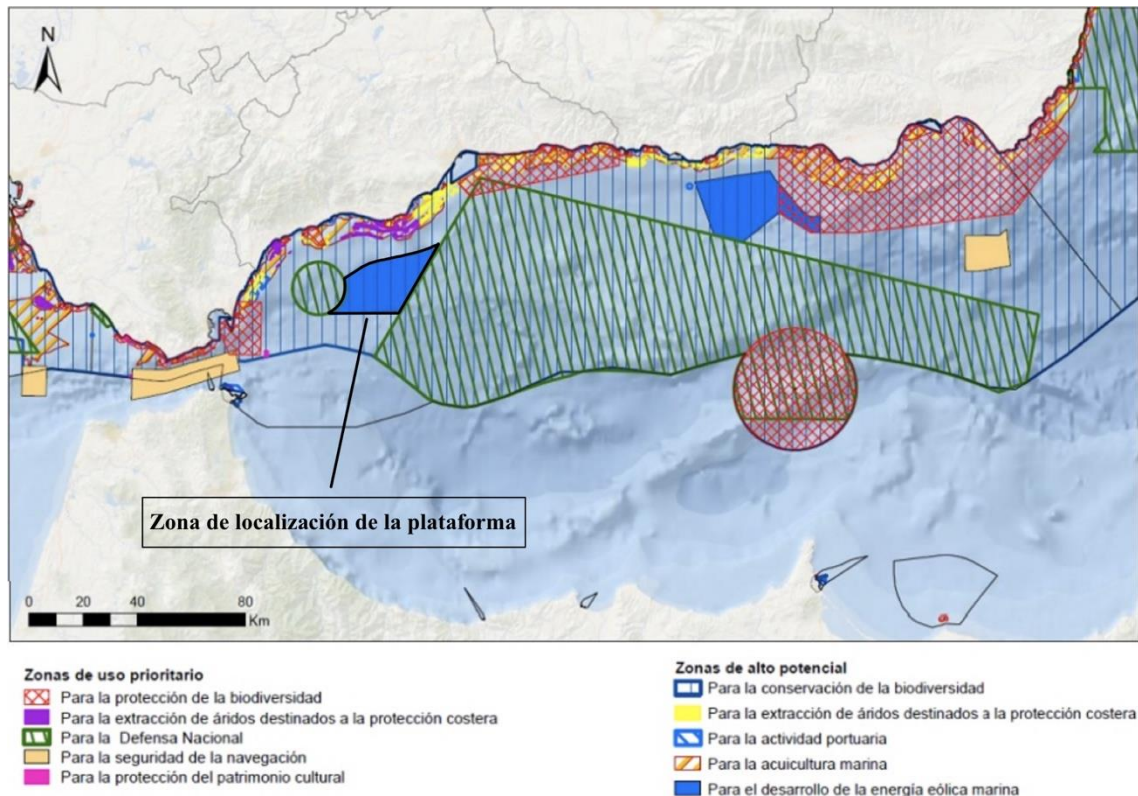 N
Zona de localización de la plataforma
0 20 40 80
Km
Zonas de uso prioritario
Para la protección de la biodiversidad
Para la extracción de áridos destinados a la protección costera
Para la Defensa Nacional
Para la seguridad de la navegación
Para la protección del patrimonio cultural
Zonas de alto potencial
Para la conservación de la biodiversidad
Para la extracción de áridos destinados a la protección costera
Para la actividad portuaria
Para la acuicultura marina
Para el desarrollo de la energía eólica marina